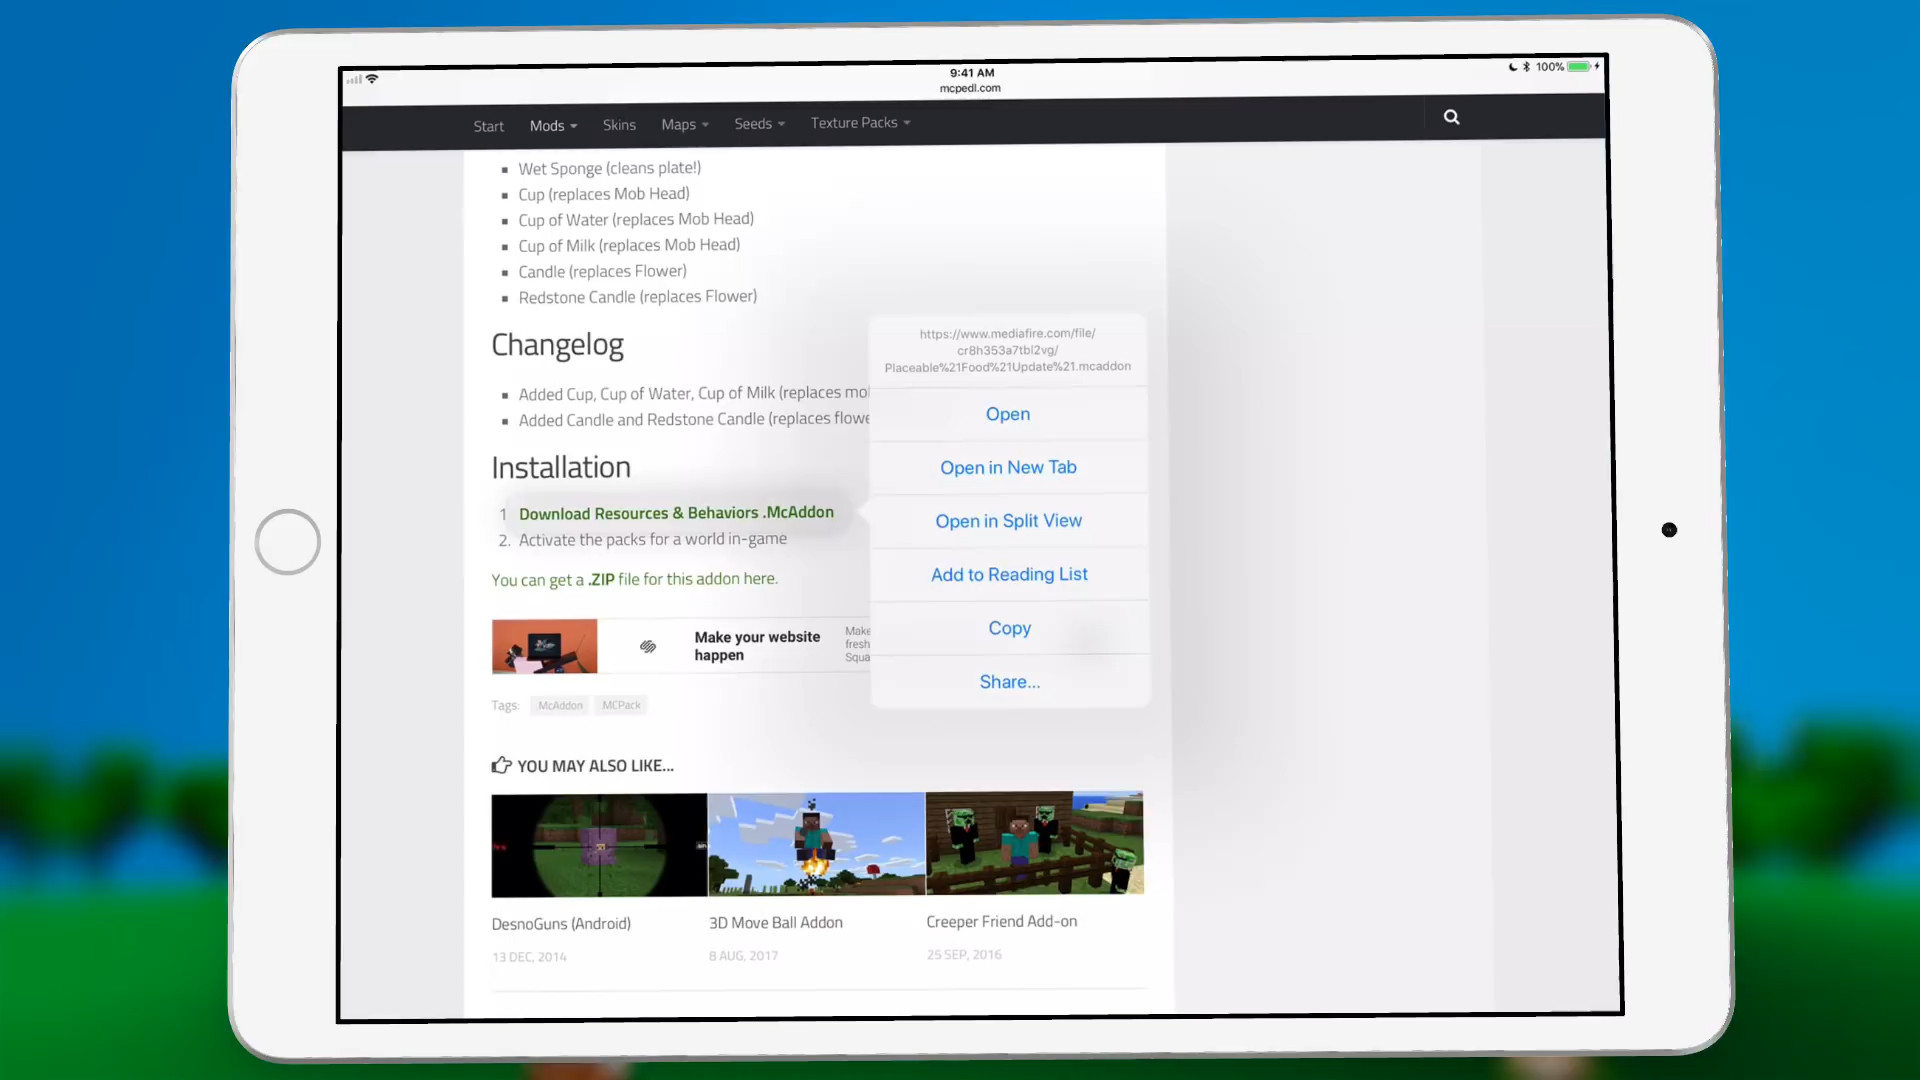 9:41 AM
100%
mcpedl.com
Start Mods Skins Maps Seeds Texture Packs
Wet Sponge (cleans plate!)
Cup (replaces Mob Head)
Cup of Water (replaces Mob Head)
Cup of Milk (replaces Mob Head)
Candle (replaces Flower)
Redstone Candle (replaces Flower)
Changelog
Added Cup, Cup of Water, Cup of Milk (replaces mo
Added Candle and Redstone Candle (replaces flowe
Installation
1 Download Resources & Behaviors .McAddon
2. Activate the packs for a world in-game
You can get a .ZIP file for this addon here.
https://www.mediafire.com/file/
cr8h353a7tbl2vg/
Placeable%21Food%21Update%21.mcaddon
Open
Open in New Tab
Open in Split View
Add to Reading List
Copy
Share...
Make your website
happen
Make
fresh
Squa
Tags: .McAddon MCPack
YOU MAY ALSO LIKE...
DesnoGuns (Android)
13 DEC, 2014
3D Move Ball Addon
8 AUG, 2017
Creeper Friend Add-on
25 SEP, 2016